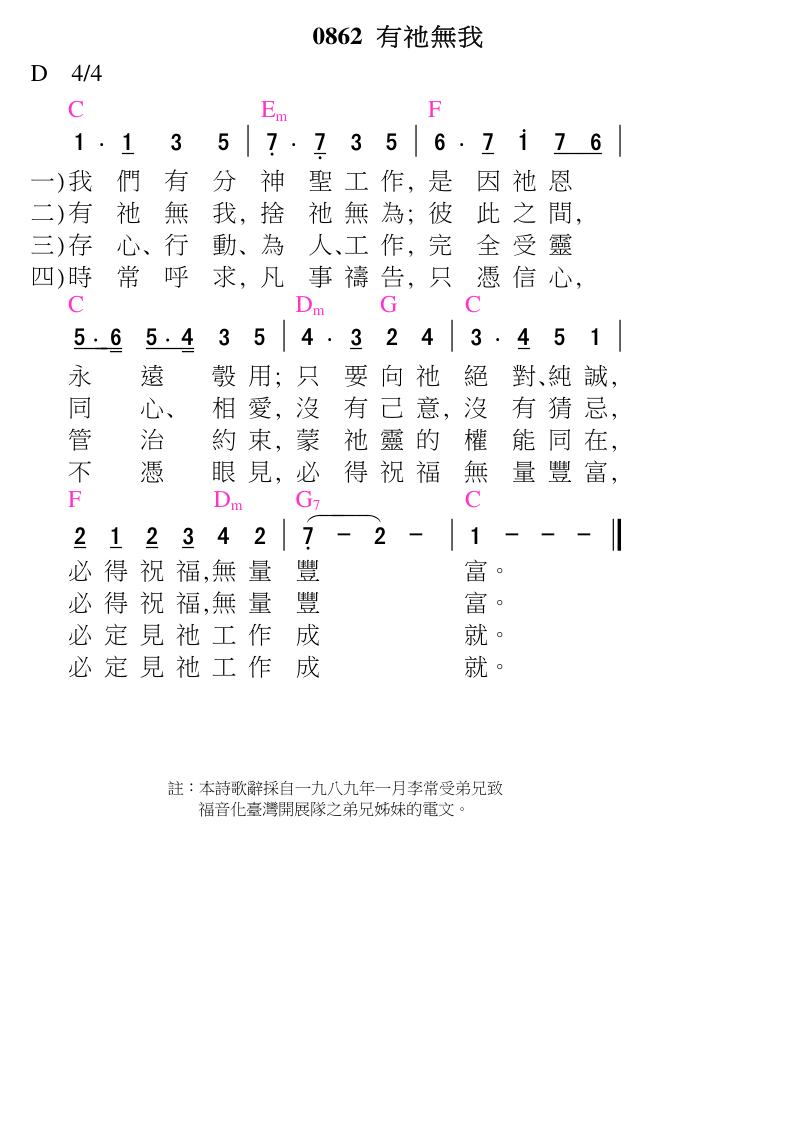 0862 有祂無我
D 4/4
C Em F
1 · 1 3 5 | 7 · 7 3 5 | 6 · 7 1 7 6 |
一)我們有分神聖工作,是因祂恩
二)有祂無我,捨祂無為;彼此之間,
三)存心、行動、為人、工作,完全受靈
四)時常呼求,凡事禱告,只憑信心,
C Dm G C
5 · 6 5 · 4 3 5 | 4 · 3 2 4 | 3 · 4 5 1 |
永遠彀用;只要向祂絕對、純誠,
同心、相愛,沒有己意,沒有猜忌,
管治約束,蒙祂靈的權能同在,
不憑眼見,必得祝福無量豐富,
F Dm G7 C
2 1 2 3 4 2 | 7 – 2 – | 1 – – – ‖
必得祝福,無量豐富。
必得祝福,無量豐富。
必定見祂工作成就。
必定見祂工作成就。
註：本詩歌辭採自一九八九年一月李常受弟兄致
福音化臺灣開展隊之弟兄姊妹的電文。